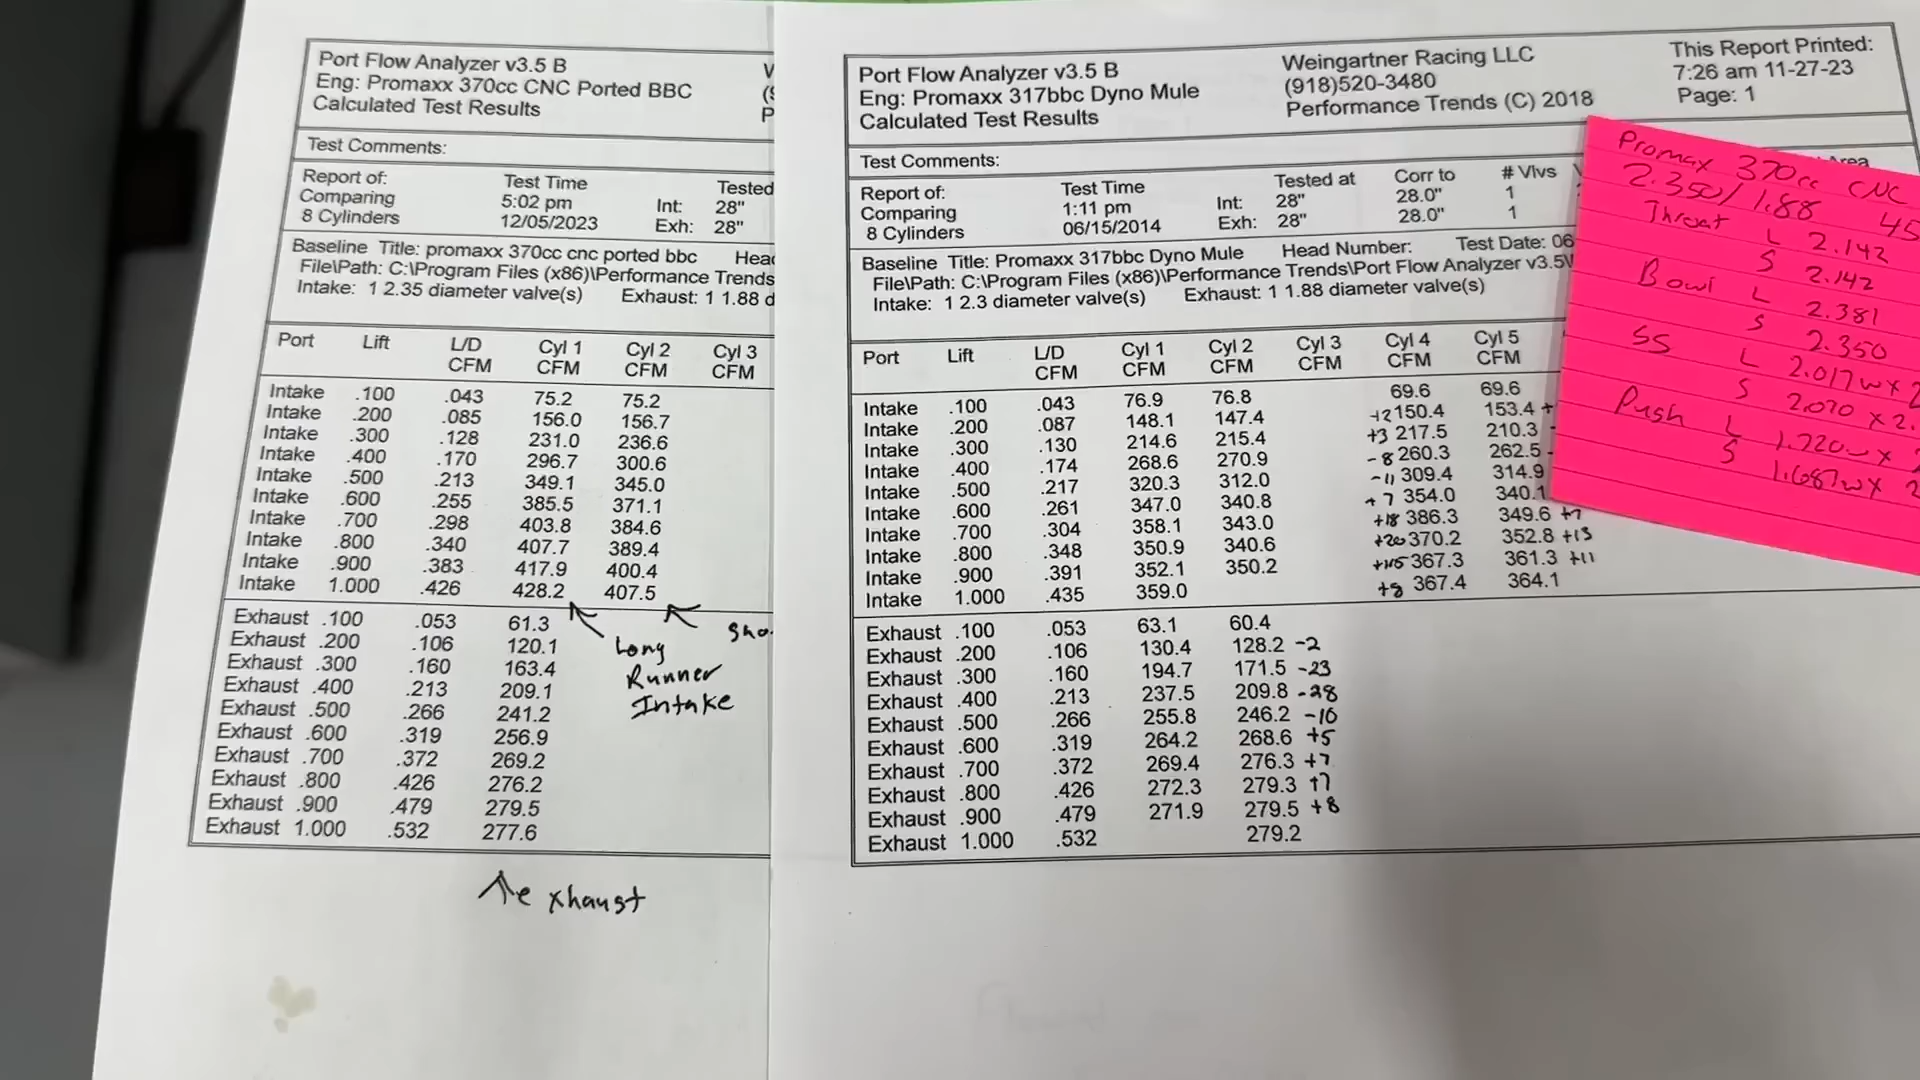 Port Flow Analyzer v3.5 B
Eng: Promaxx 370cc CNC Ported BBC
Calculated Test Results
Test Comments:
Report of: Test Time Tested
Comparing 5:02 pm Int: 28"
8 Cylinders 12/05/2023 Exh: 28"
Baseline Title: promaxx 370cc cnc ported bbc
File\Path: C:\Program Files (x86)\Performance Trends
Intake: 1 2.35 diameter valve(s) Exhaust: 1 1.88
Port Lift L/D Cyl 1 Cyl 2 Cyl 3
CFM CFM CFM CFM
Intake .100 .043 75.2 75.2
Intake .200 .085 156.0 156.7
Intake .300 .128 231.0 236.6
Intake .400 .170 296.7 300.6
Intake .500 .213 349.1 345.0
Intake .600 .255 385.5 371.1
Intake .700 .298 403.8 384.6
Intake .800 .340 407.7 389.4
Intake .900 .383 417.9 400.4
Intake 1.000 .426 428.2 407.5
Exhaust .100 .053 61.3
Exhaust .200 .106 120.1
Exhaust .300 .160 163.4
Exhaust .400 .213 209.1
Exhaust .500 .266 241.2
Exhaust .600 .319 256.9
Exhaust .700 .372 269.2
Exhaust .800 .426 276.2
Exhaust .900 .479 279.5
Exhaust 1.000 .532 277.6
Long
Runner
Intake
exhaust
Port Flow Analyzer v3.5 B Weingartner Racing LLC This Report Printed:
Eng: Promaxx 317bbc Dyno Mule (918)520-3480 7:26 am 11-27-23
Calculated Test Results Performance Trends (C) 2018 Page: 1
Test Comments:
Report of: Test Time Tested at Corr to # Vlvs
Comparing 1:11 pm Int: 28" 28.0" 1
8 Cylinders 06/15/2014 Exh: 28" 28.0" 1
Baseline Title: Promaxx 317bbc Dyno Mule Head Number: Test Date: 06
File\Path: C:\Program Files (x86)\Performance Trends\Port Flow Analyzer v3.5\
Intake: 1 2.3 diameter valve(s) Exhaust: 1 1.88 diameter valve(s)
Port Lift L/D Cyl 1 Cyl 2 Cyl 3 Cyl 4 Cyl 5
CFM CFM CFM CFM CFM CFM
Intake .100 .043 76.9 76.8 69.6 69.6
Intake .200 .087 148.1 147.4 +2 150.4 153.4 +
Intake .300 .130 214.6 215.4 +3 217.5 210.3 -
Intake .400 .174 268.6 270.9 -8 260.3 262.5 -
Intake .500 .217 320.3 312.0 -11 309.4 314.9
Intake .600 .261 347.0 340.8 +7 354.0 340.1
Intake .700 .304 358.1 343.0 +18 386.3 349.6 +7
Intake .800 .348 350.9 340.6 +20 370.2 352.8 +13
Intake .900 .391 352.1 350.2 367.3 361.3 +11
Intake 1.000 .435 359.0 +8 367.4 364.1
Exhaust .100 .053 63.1 60.4
Exhaust .200 .106 130.4 128.2 -2
Exhaust .300 .160 194.7 171.5 -23
Exhaust .400 .213 237.5 209.8 -28
Exhaust .500 .266 255.8 246.2 -10
Exhaust .600 .319 264.2 268.6 +5
Exhaust .700 .372 269.4 276.3 +7
Exhaust .800 .426 272.3 279.3 +7
Exhaust .900 .479 271.9 279.5 +8
Exhaust 1.000 .532 279.2
Promax 370cc CNC
2.350/1.88 45
Throat L 2.142
S 2.142
Bowl L 2.381
S 2.350
SS L 2.017w x 2
S 2.070 x 2.
Push L 1.720w x
S 1.687w x 2